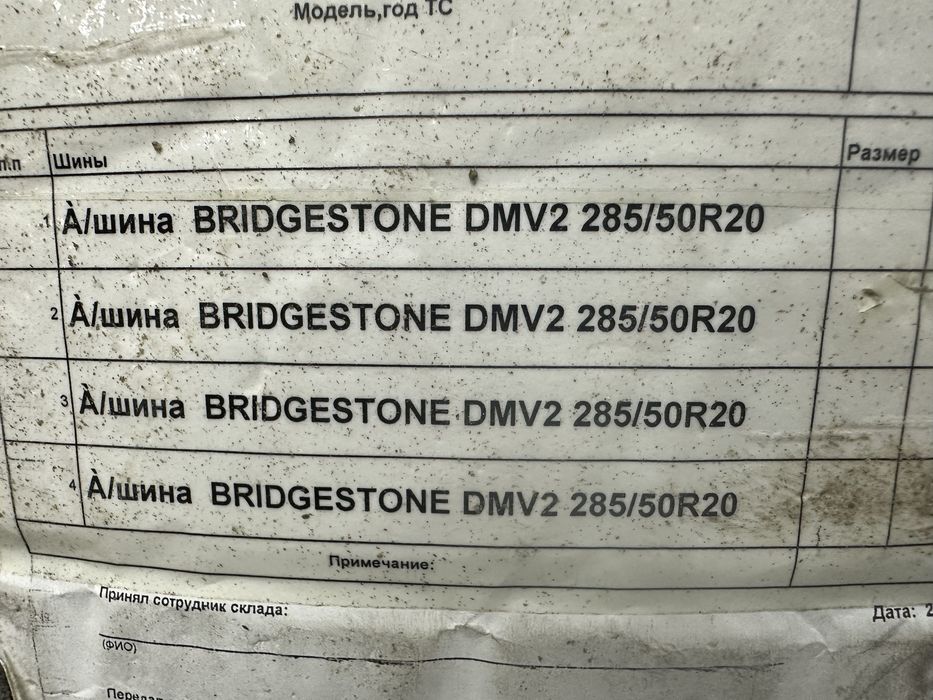 Модель,год ТС
п.п Шины Размер
1 À/шина BRIDGESTONE DMV2 285/50R20
2 À/шина BRIDGESTONE DMV2 285/50R20
3 À/шина BRIDGESTONE DMV2 285/50R20
4 À/шина BRIDGESTONE DMV2 285/50R20
Примечание:
Принял сотрудник склада:
Дата: 2
(ФИО)